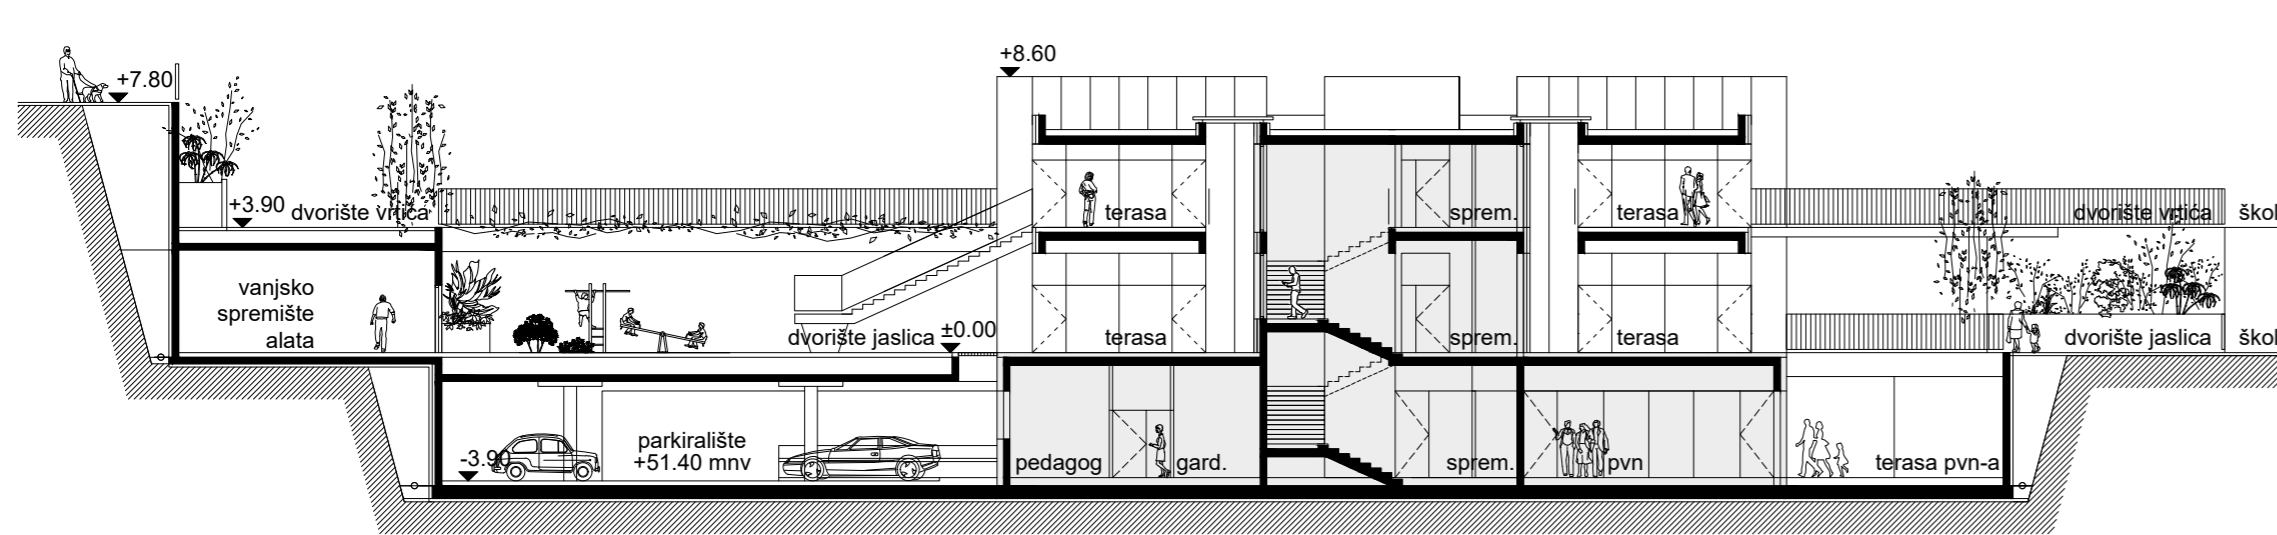 +8.60
+7.80
+3.90 dvorište vrtića
terasa
sprem.
terasa
dvorište vrtića
škol
vanjsko
spremište
alata
dvorište jaslica ±0.00
terasa
sprem.
terasa
dvorište jaslica
škol
parkiralište
+51.40 mnv
-3.90
pedagog
gard.
sprem.
pvn
terasa pvn-a